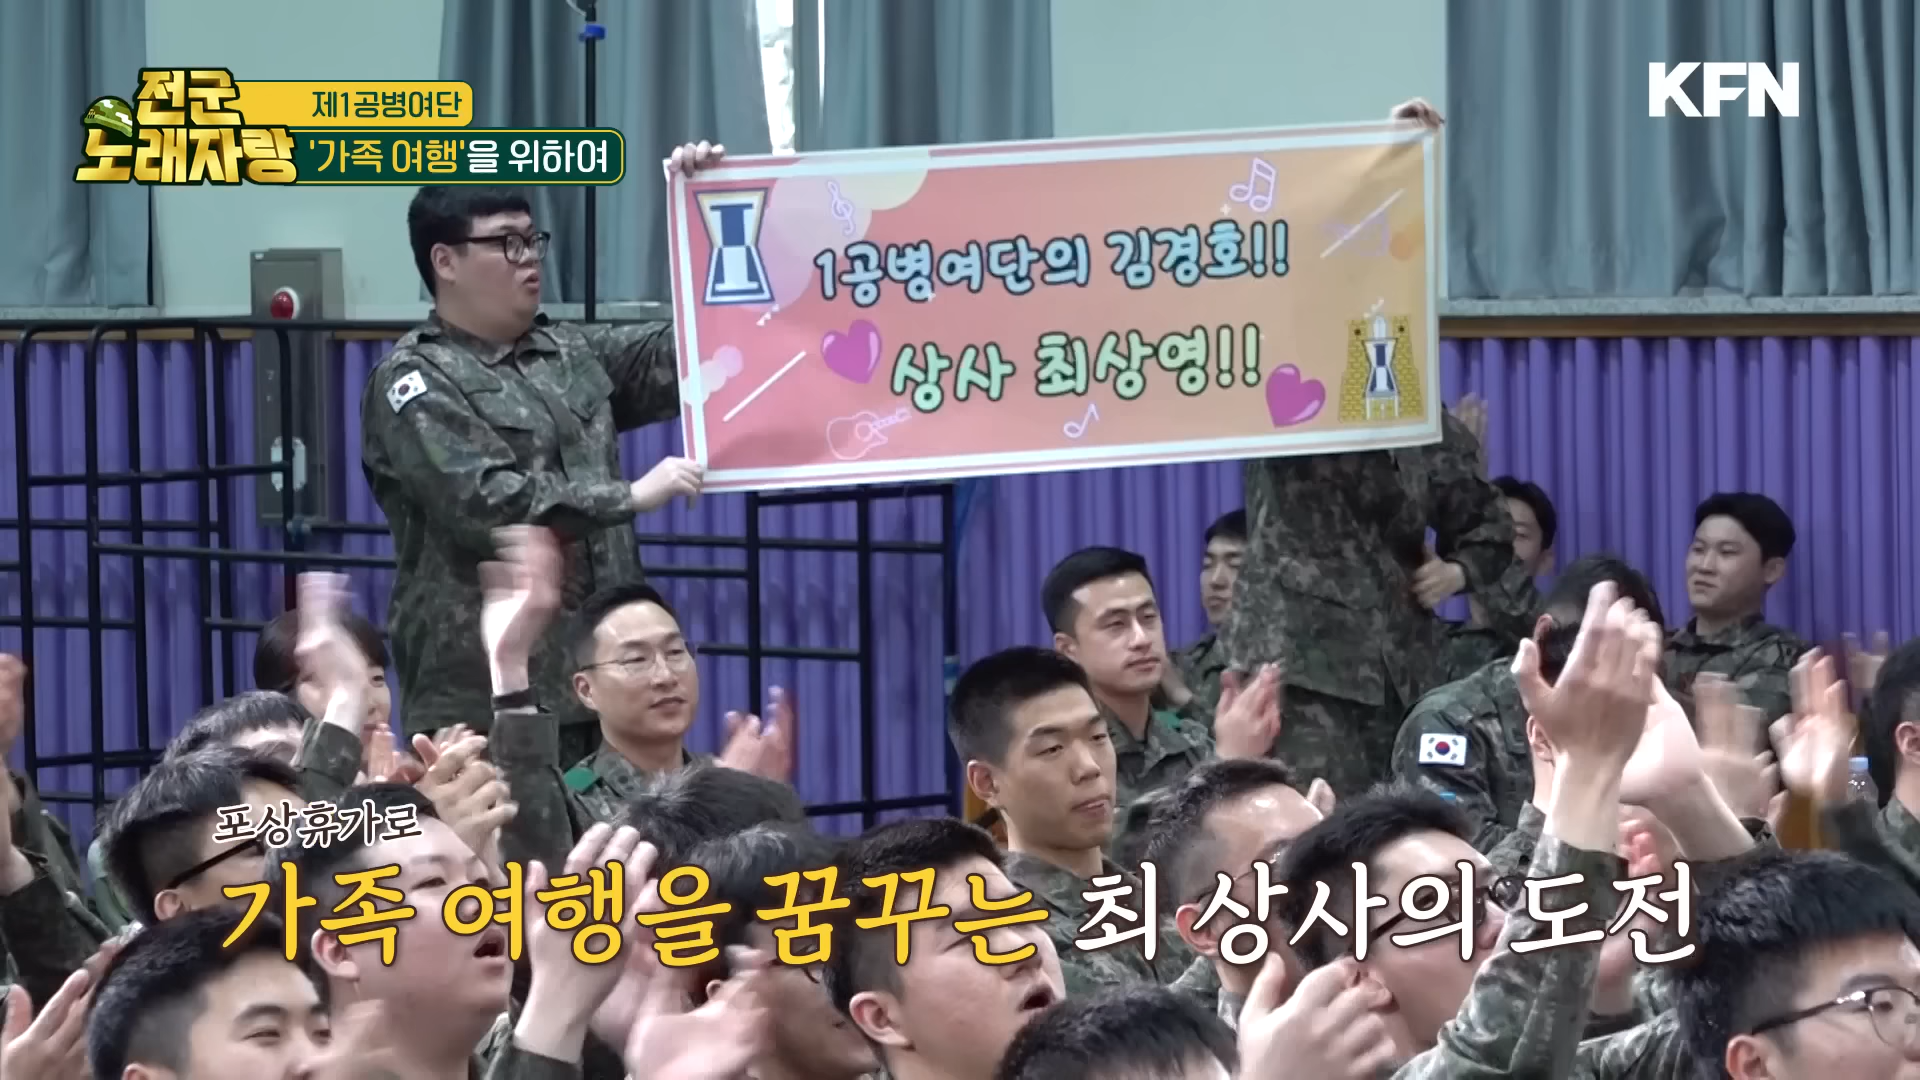 전군
노래자랑
제1공병여단
'가족 여행'을 위하여
KFN
1공병여단의 김경호!!
상사 최상영!!
포상휴가로
가족 여행을 꿈꾸는 최 상사의 도전